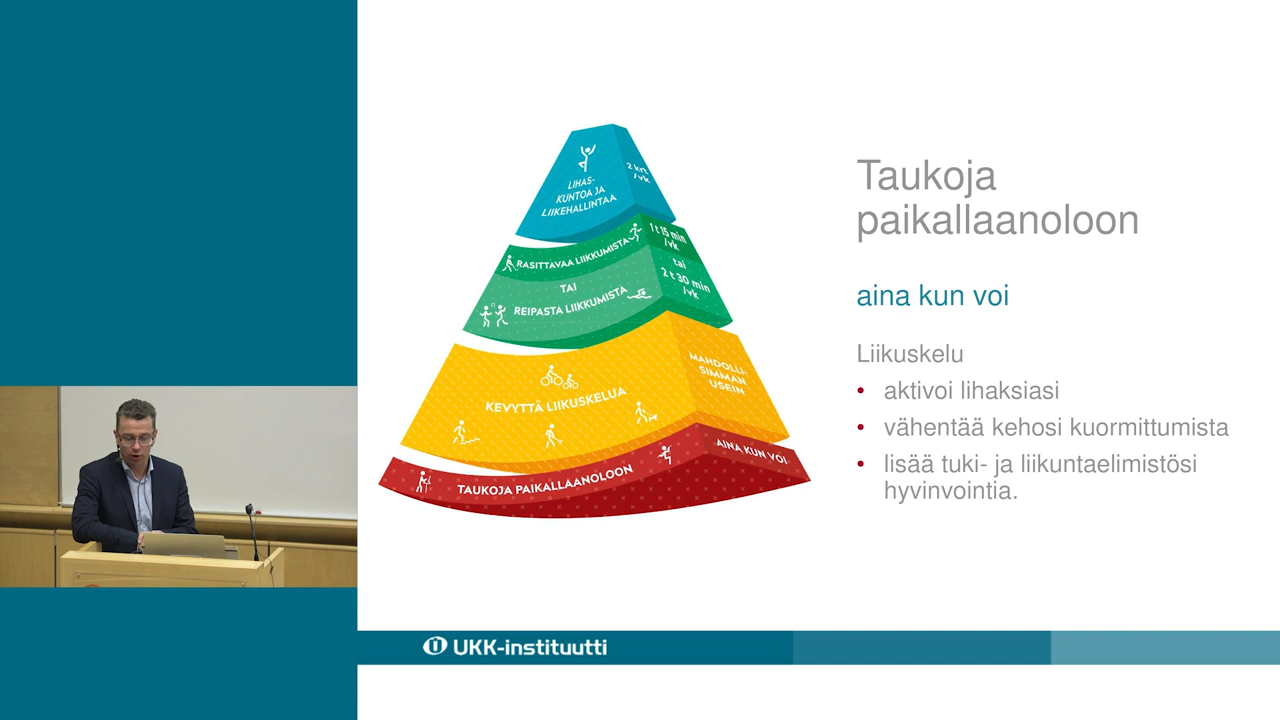 LIHAS-
KUNTOA JA
LIIKEHALLINTAA
2 krt
/vk
RASITTAVAA LIIKKUMISTA
1 t 15 min
/vk
TAI
tai
REIPASTA LIIKKUMISTA
2 t 30 min
/vk
KEVYTTÄ LIIKUSKELUA
MAHDOLLI-
SIMMAN
USEIN
TAUKOJA PAIKALLAANOLOON
AINA KUN VOI
Taukoja
paikallaanoloon
aina kun voi
Liikuskelu
• aktivoi lihaksiasi
• vähentää kehosi kuormittumista
• lisää tuki- ja liikuntaelimistösi
hyvinvointia.
UKK-instituutti